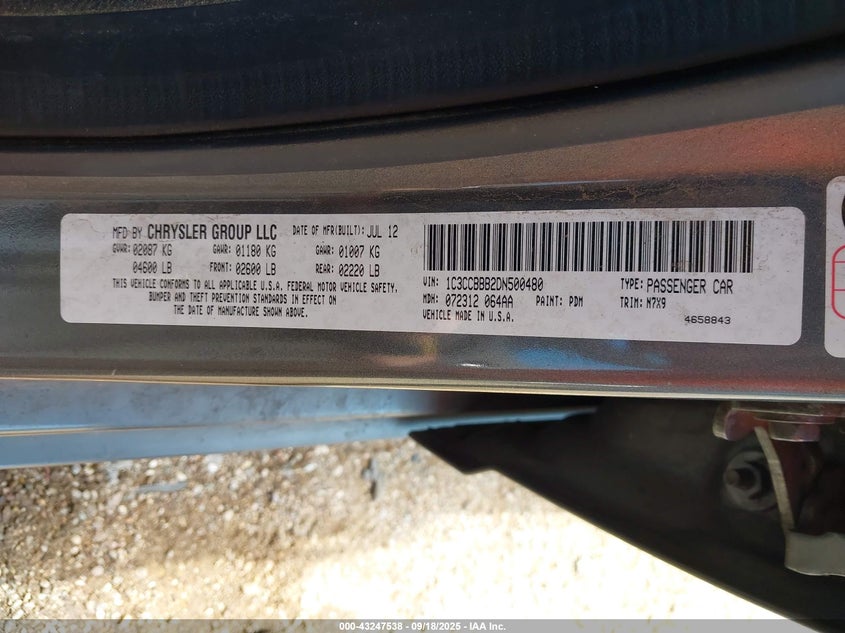 MFD BY CHRYSLER GROUP LLC DATE OF MFR(BUILT): JUL 12
GVWR: 02087 KG GAWR: 01180 KG GAWR: 01007 KG
04600 LB FRONT: 02600 LB REAR: 02220 LB
THIS VEHICLE CONFORMS TO ALL APPLICABLE U.S.A. FEDERAL MOTOR VEHICLE SAFETY,
BUMPER AND THEFT PREVENTION STANDARDS IN EFFECT ON
THE DATE OF MANUFACTURE SHOWN ABOVE.
VIN: 1C3CCBBB2DN500480 TYPE: PASSENGER CAR
MDH: 072312 064AA PAINT: PDM TRIM: N7X9
VEHICLE MADE IN U.S.A.
4658843
000-43247538 - 09/18/2025 - IAA Inc.